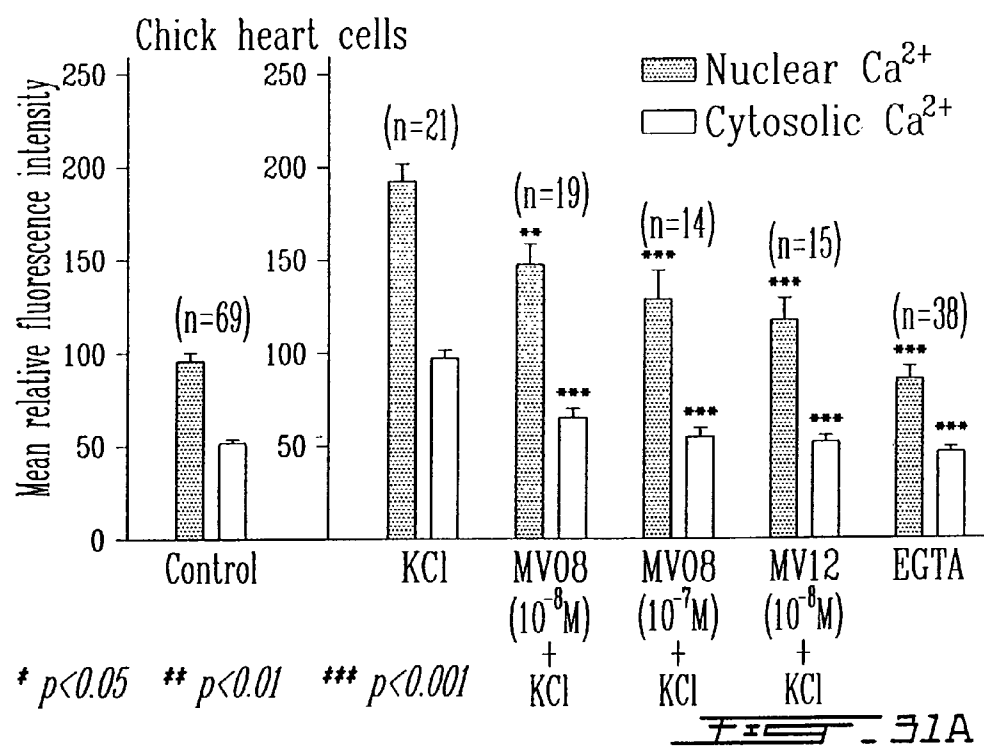 Chick heart cells
Mean relative fluorescence intensity
250
200
150
100
50
0
250
200
150
100
50
Nuclear Ca²⁺
Cytosolic Ca²⁺
(n=69)
(n=21)
(n=19)
**
***
(n=14)
***
***
(n=15)
***
***
(n=38)
***
***
Control
KCl
MV08
(10⁻⁸M)
+
KCl
MV08
(10⁻⁷M)
+
KCl
MV12
(10⁻⁸M)
+
KCl
EGTA
* p<0.05 ** p<0.01 *** p<0.001
Fig - 31A